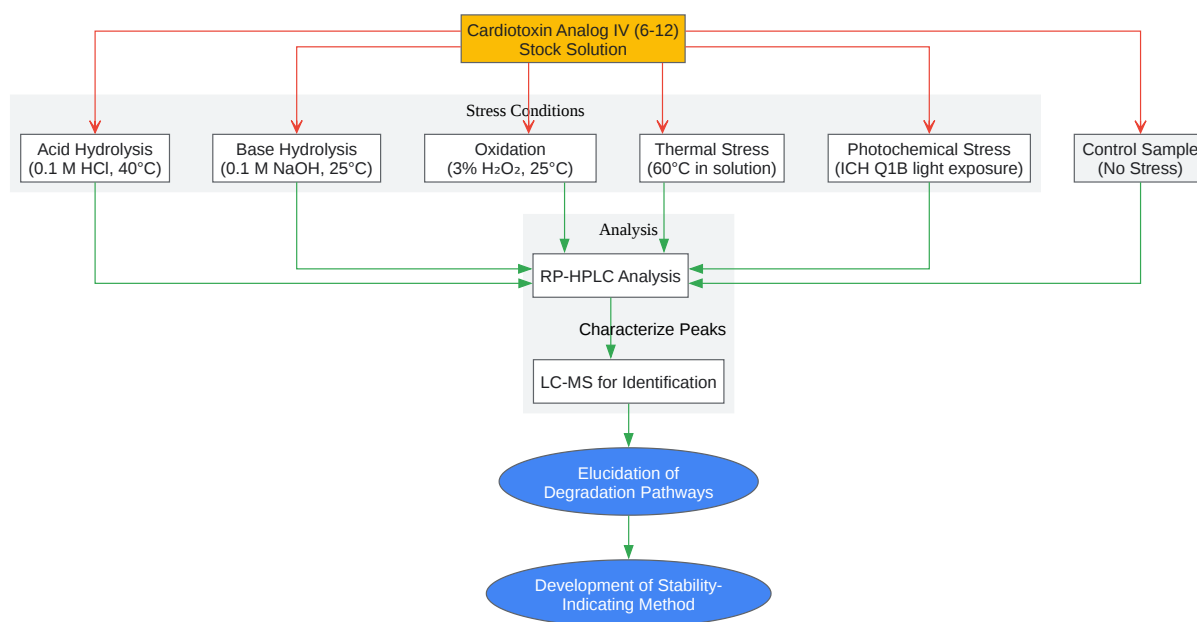 Cardiotoxin Analog IV (6-12)
Stock Solution
Stress Conditions
Acid Hydrolysis
(0.1 M HCl, 40°C)
Base Hydrolysis
(0.1 M NaOH, 25°C)
Oxidation
(3% H₂O₂, 25°C)
Thermal Stress
(60°C in solution)
Photochemical Stress
(ICH Q1B light exposure)
Control Sample
(No Stress)
Analysis
RP-HPLC Analysis
Characterize Peaks
LC-MS for Identification
Elucidation of
Degradation Pathways
Development of Stability-
Indicating Method